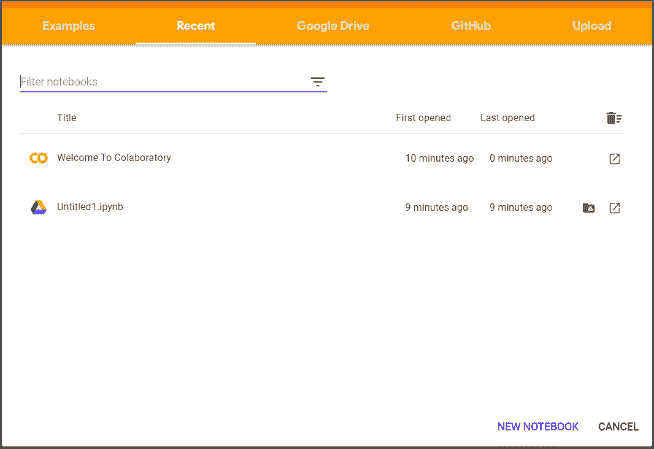 Examples Recent Google Drive GitHub Upload
Filter notebooks
Title First opened Last opened
Welcome To Colaboratory 10 minutes ago 0 minutes ago
Untitled1.ipynb 9 minutes ago 9 minutes ago
NEW NOTEBOOK CANCEL